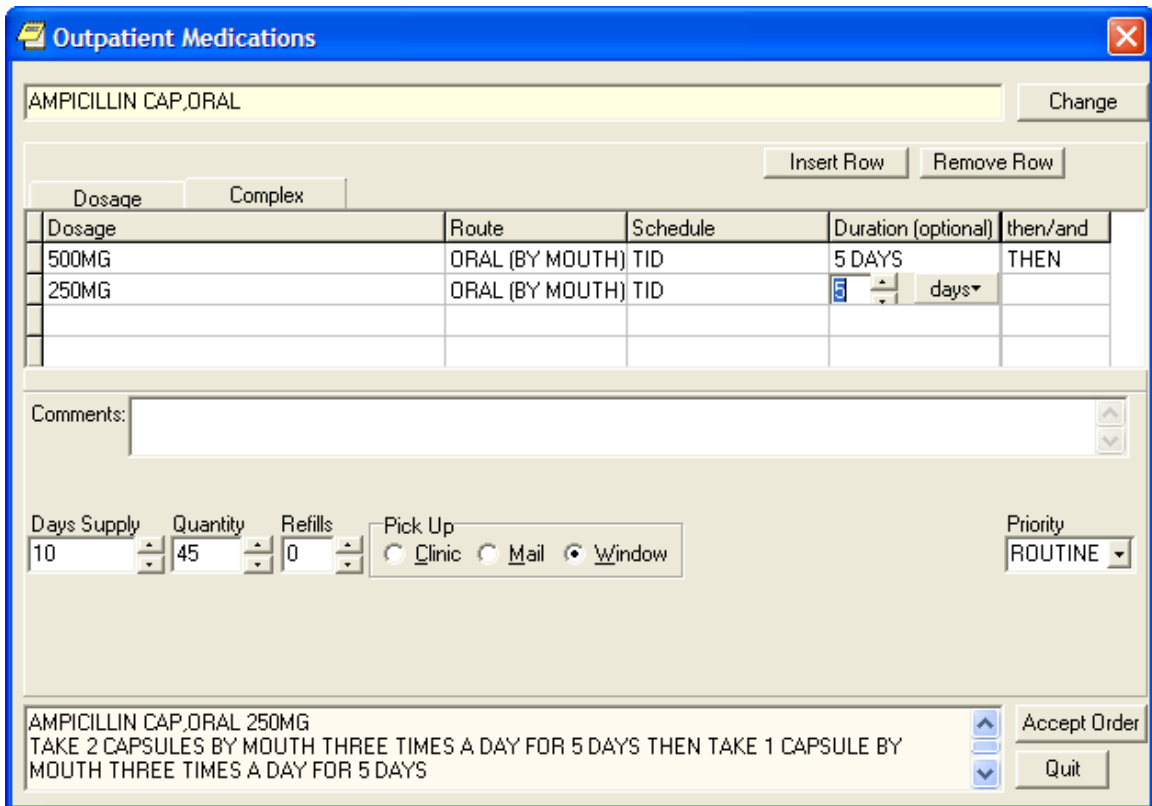 Outpatient Medications
AMPICILLIN CAP,ORAL Change
Insert Row Remove Row
Dosage Complex
Dosage Route Schedule Duration (optional) then/and
500MG ORAL (BY MOUTH) TID 5 DAYS THEN
250MG ORAL (BY MOUTH) TID 5 days
Comments:
Days Supply Quantity Refills Pick Up Priority
10 45 0 Clinic Mail Window ROUTINE
AMPICILLIN CAP,ORAL 250MG Accept Order
TAKE 2 CAPSULES BY MOUTH THREE TIMES A DAY FOR 5 DAYS THEN TAKE 1 CAPSULE BY
MOUTH THREE TIMES A DAY FOR 5 DAYS Quit